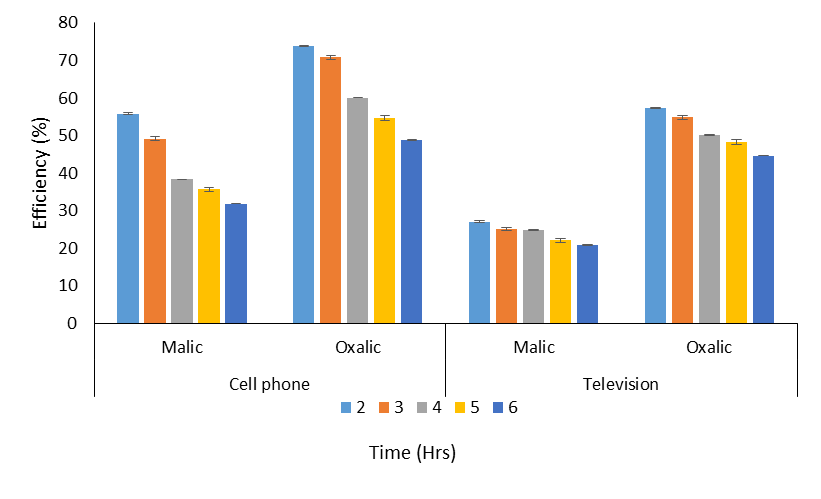 80
70
60
50
40
30
20
10
0
Efficiency (%)
Malic Oxalic Malic Oxalic
Cell phone Television
2 3 4 5 6
Time (Hrs)